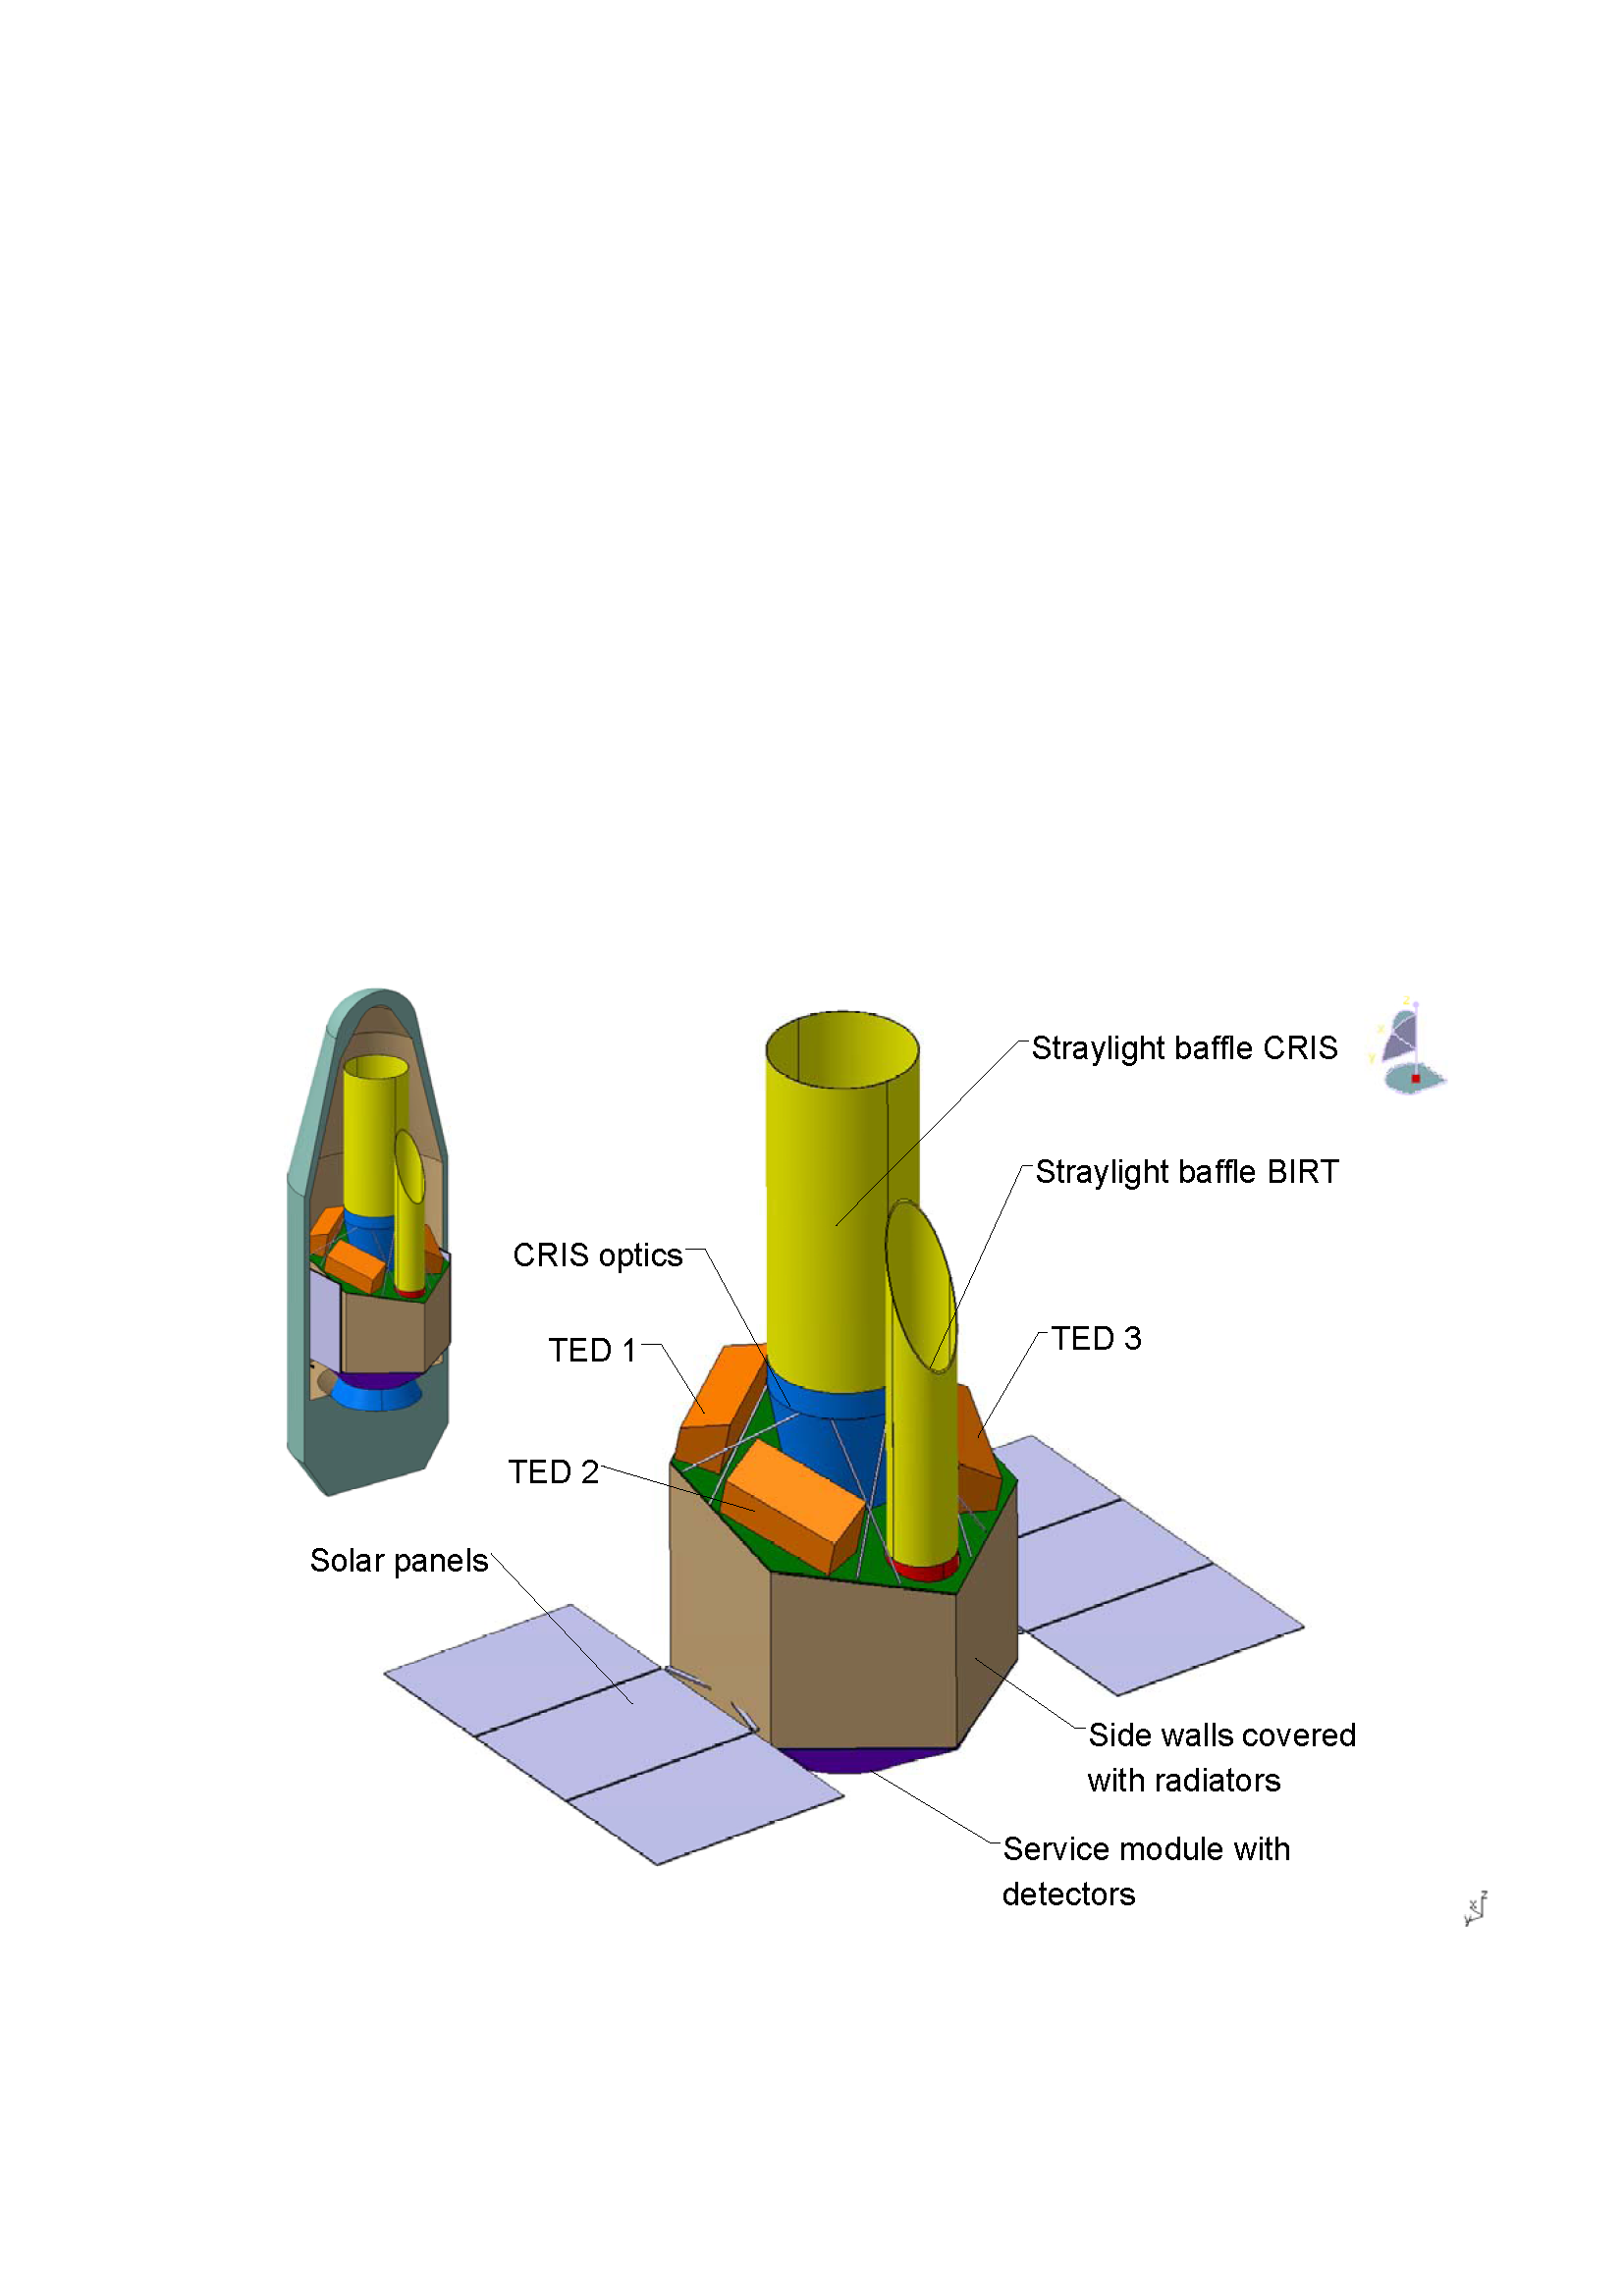 z
x
y
Straylight baffle CRIS
Straylight baffle BIRT
CRIS optics
TED 1
TED 3
TED 2
Solar panels
Side walls covered
with radiators
Service module with
detectors
z
x
y